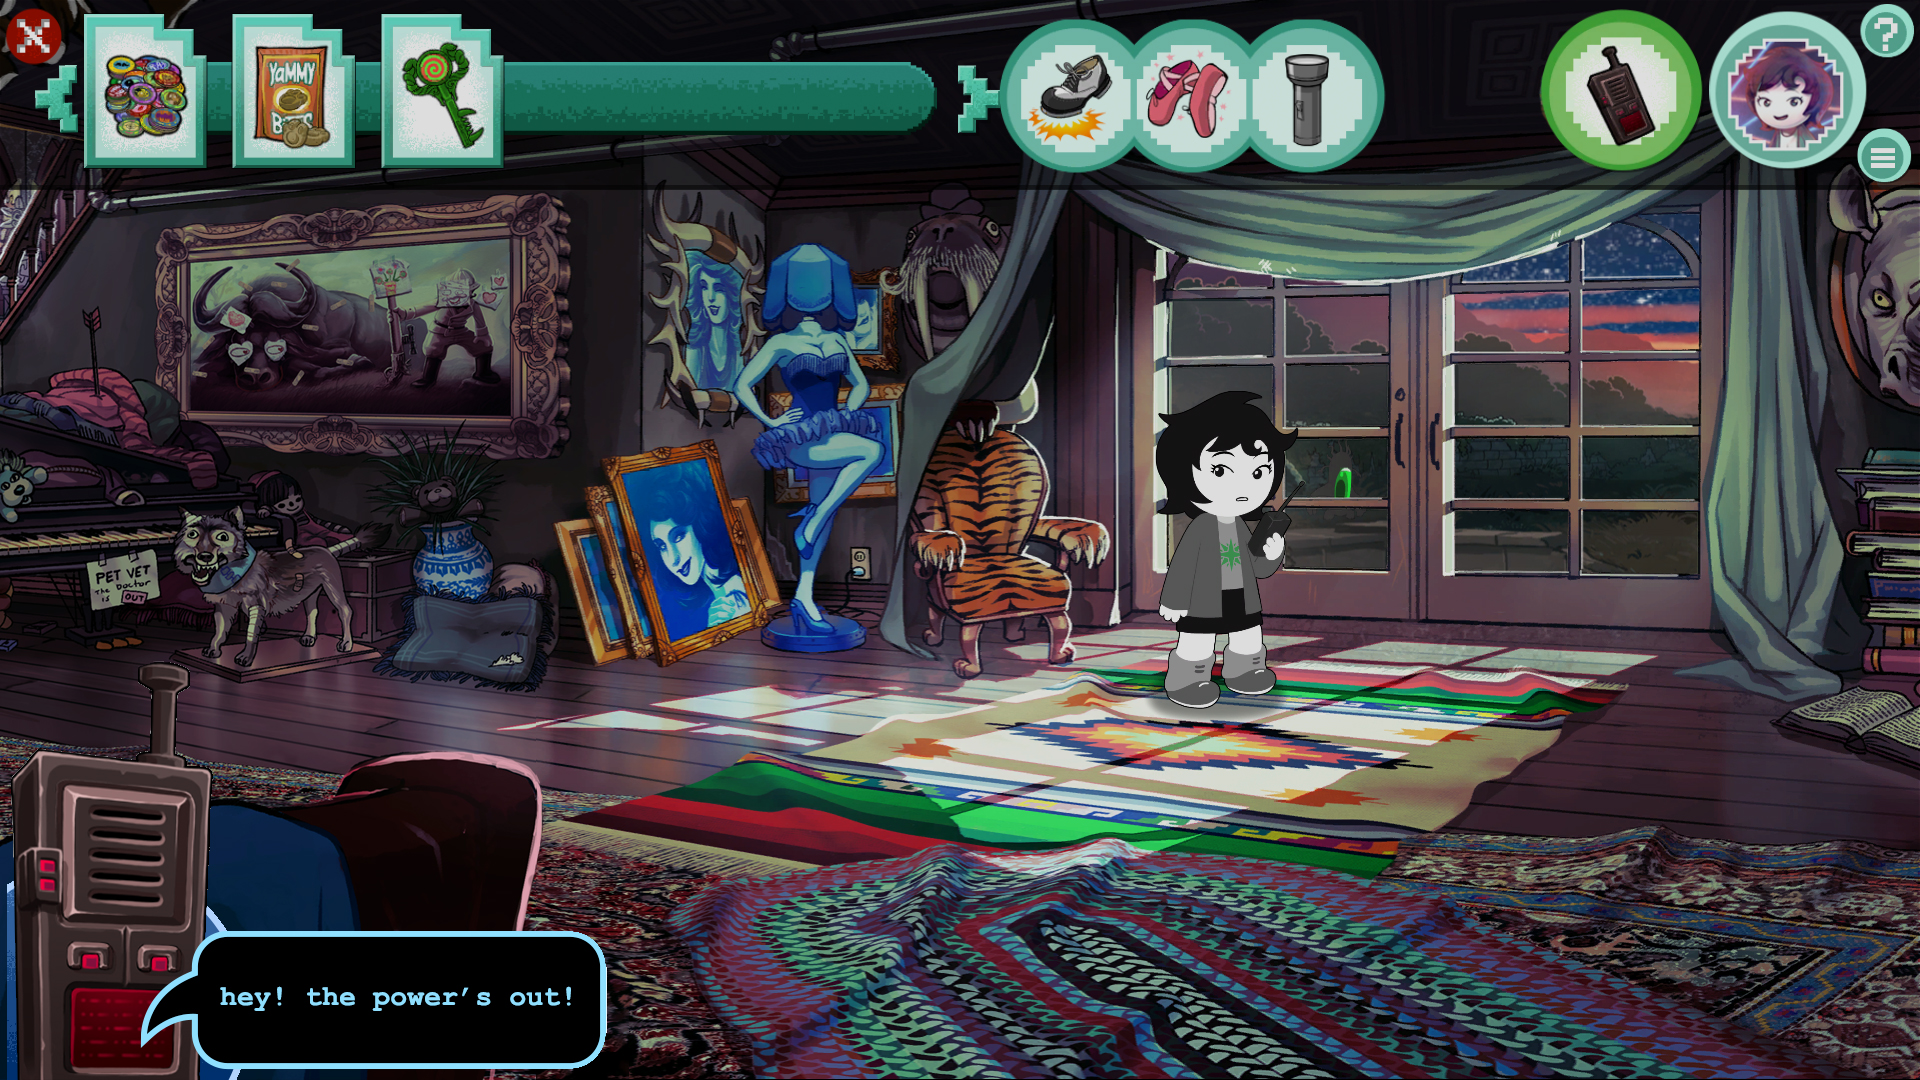 YaMMY
?
PET VET
the Doctor
is OUT
hey! the power's out!